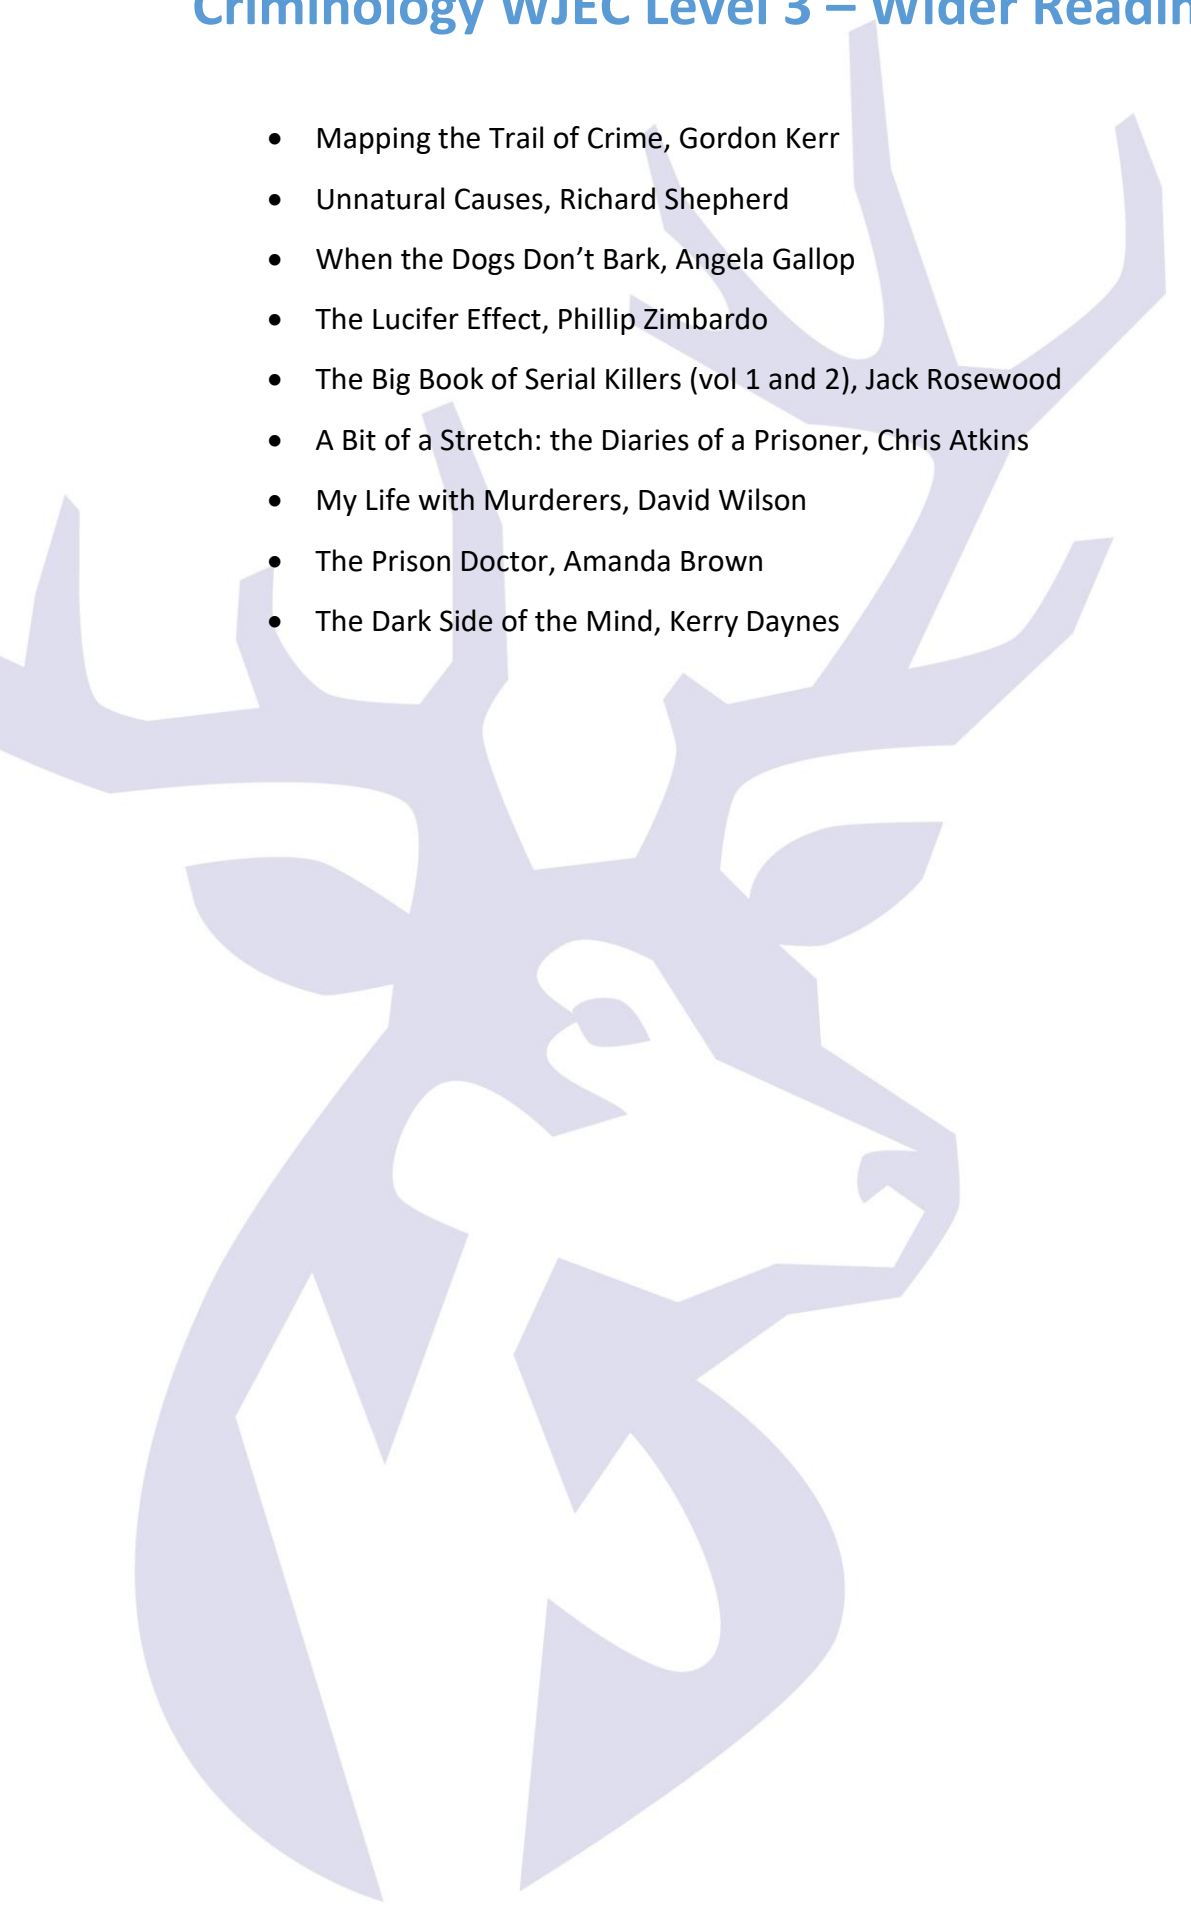 Criminology WJEC Level 3 – Wider Readin
• Mapping the Trail of Crime, Gordon Kerr
• Unnatural Causes, Richard Shepherd
• When the Dogs Don’t Bark, Angela Gallop
• The Lucifer Effect, Phillip Zimbardo
• The Big Book of Serial Killers (vol 1 and 2), Jack Rosewood
• A Bit of a Stretch: the Diaries of a Prisoner, Chris Atkins
• My Life with Murderers, David Wilson
• The Prison Doctor, Amanda Brown
• The Dark Side of the Mind, Kerry Daynes